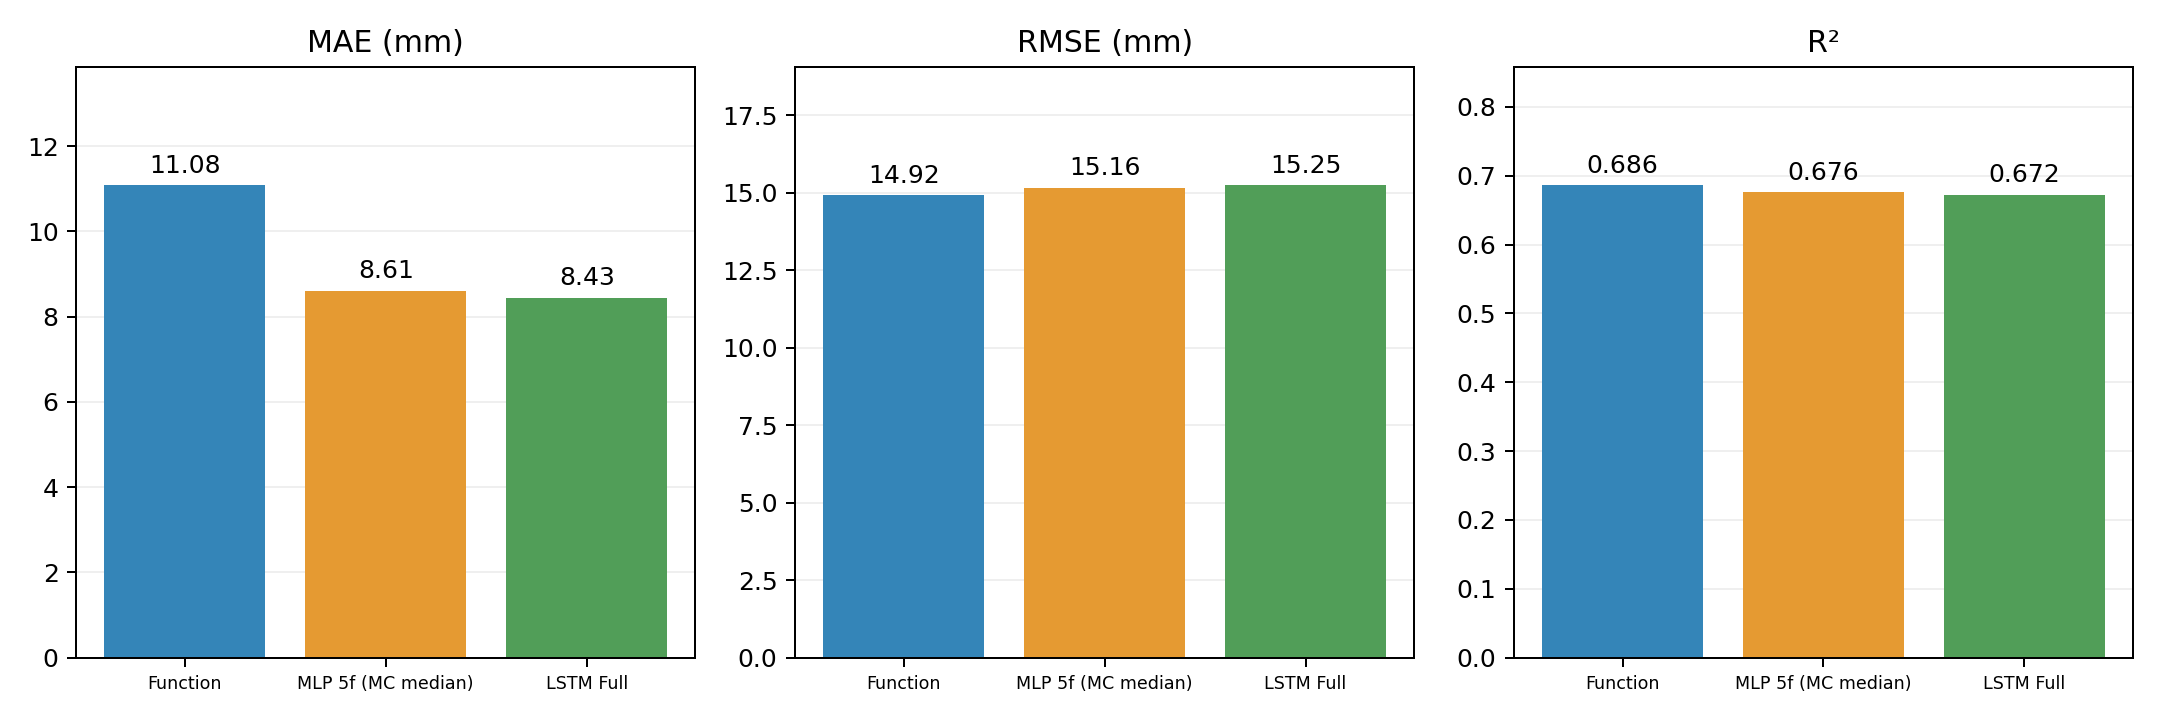 MAE (mm)
12
10
8
6
4
2
0
11.08
8.61
8.43
Function
MLP 5f (MC median)
LSTM Full
RMSE (mm)
17.5
15.0
12.5
10.0
7.5
5.0
2.5
0.0
14.92
15.16
15.25
Function
MLP 5f (MC median)
LSTM Full
R²
0.8
0.7
0.6
0.5
0.4
0.3
0.2
0.1
0.0
0.686
0.676
0.672
Function
MLP 5f (MC median)
LSTM Full